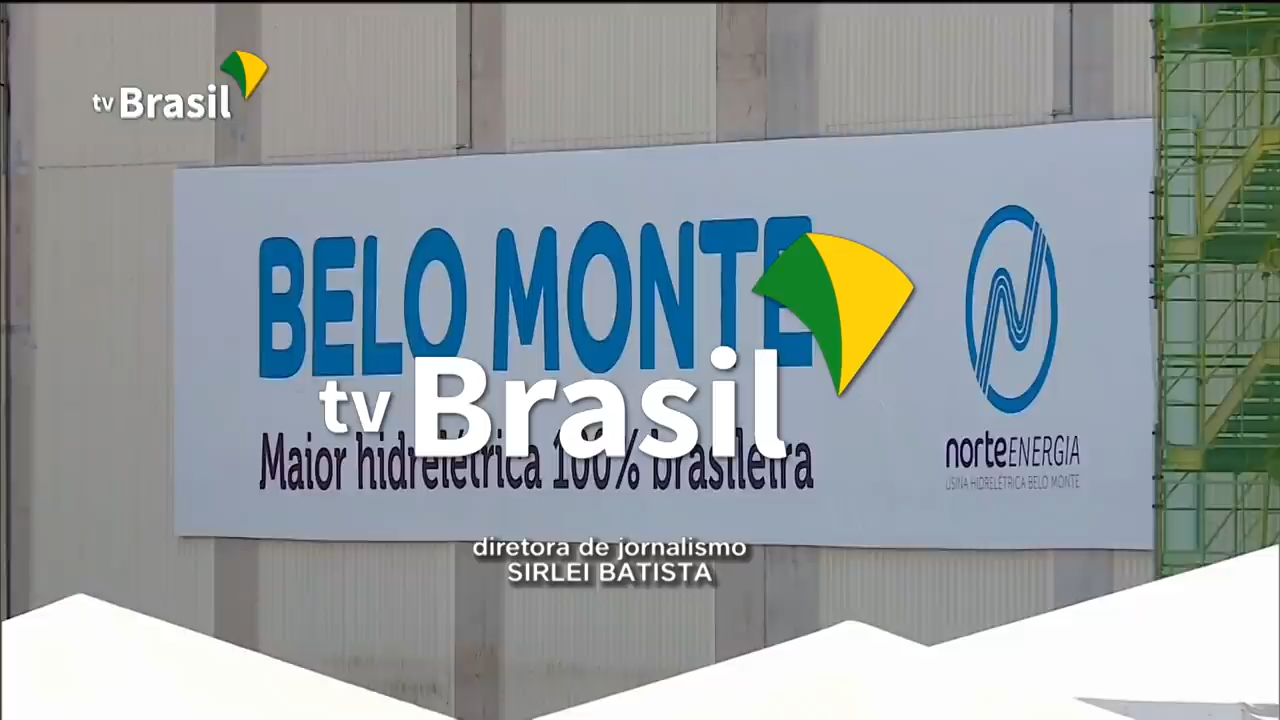 tv Brasil
BELO MONTE
tv Brasil
Maior hidrelétrica 100% brasileira
norteENERGIA
USINA HIDRELÉTRICA BELO MONTE
diretora de jornalismo
SIRLEI BATISTA